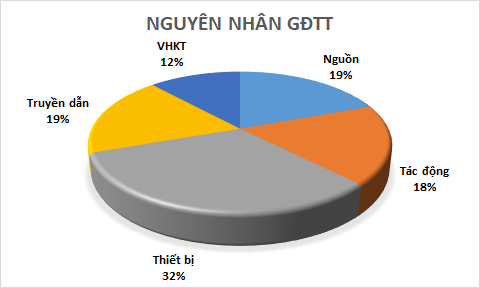 NGUYÊN NHÂN GĐTT
VHKT
12%
Nguồn
19%
Truyền dẫn
19%
Tác động
18%
Thiết bị
32%